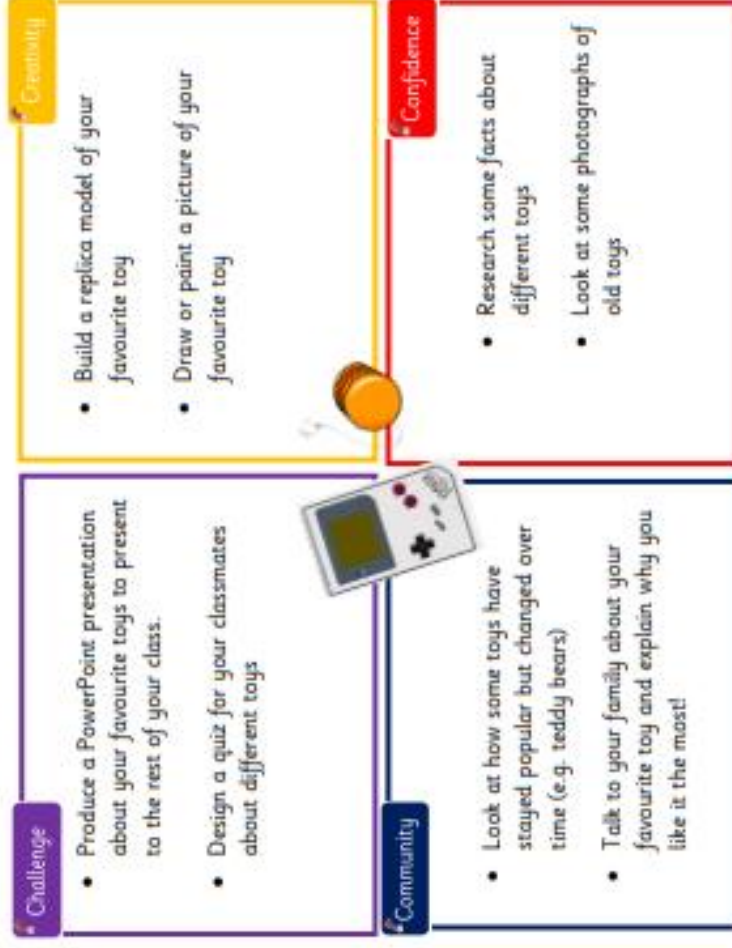 Challenge
Produce a PowerPoint presentation
about your favourite toys to present
to the rest of your class.
Design a quiz for your classmates
about different toys
Creativity
Build a replica model of your
favourite toy
Draw or paint a picture of your
favourite toy
Community
Look at how some toys have
stayed popular but changed over
time (e.g. teddy bears)
Talk to your family about your
favourite toy and explain why you
like it the most!
Confidence
Research some facts about
different toys
Look at some photographs of
old toys